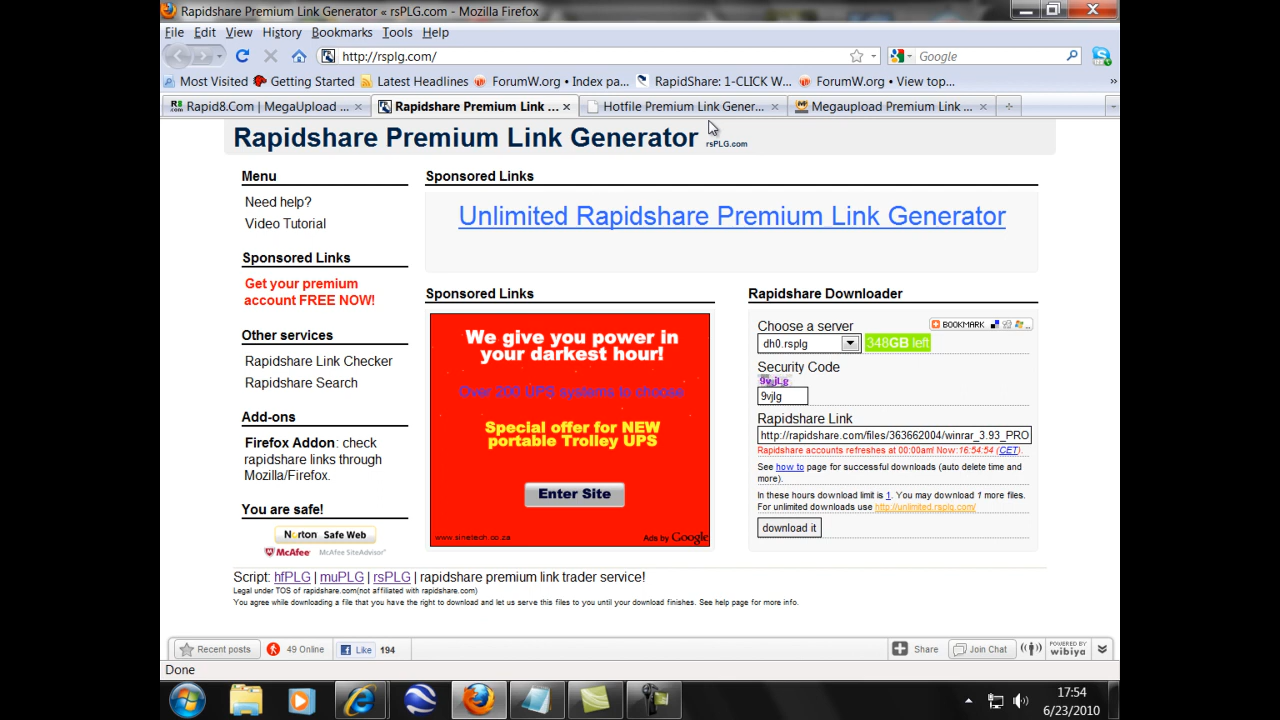 Rapidshare Premium Link Generator « rsPLG.com - Mozilla Firefox
File Edit View History Bookmarks Tools Help
http://rsplg.com/
Google
Most Visited Getting Started Latest Headlines ForumW.org • Index pa... RapidShare: 1-CLICK W... ForumW.org • View top... »
Rapid8.Com | MegaUpload ... Rapidshare Premium Link ... Hotfile Premium Link Gener... Megaupload Premium Link ...
Rapidshare Premium Link Generator rsPLG.com
Menu
Need help?
Video Tutorial
Sponsored Links
Get your premium
account FREE NOW!
Other services
Rapidshare Link Checker
Rapidshare Search
Add-ons
Firefox Addon: check
rapidshare links through
Mozilla/Firefox.
You are safe!
Norton Safe Web
McAfee McAfee SiteAdvisor™
Sponsored Links
Unlimited Rapidshare Premium Link Generator
Sponsored Links
We give you power in
your darkest hour!
Over 200 UPS systems to choose
Special offer for NEW
portable Trolley UPS
Enter Site
www.sinetech.co.za Ads by Google
Rapidshare Downloader
BOOKMARK
Choose a server
dh0.rsplg 348GB left
Security Code
9vjLg
9vjlg
Rapidshare Link
http://rapidshare.com/files/363662004/winrar_3.93_PRO
Rapidshare accounts refreshes at 00:00am! Now:16:54:54 (CET).
See how to page for successful downloads (auto delete time and
more).
In these hours download limit is 1. You may download 1 more files.
For unlimited downloads use http://unlimited.rsplg.com/
download it
Script: hfPLG | muPLG | rsPLG | rapidshare premium link trader service!
Legal under TOS of rapidshare.com(not affiliated with rapidshare.com)
You agree while downloading a file that you have the right to download and let us serve this files to you until your download finishes. See help page for more info.
Recent posts 49 Online Like 194 Share Join Chat POWERED BY wibiya
Done
17:54
6/23/2010